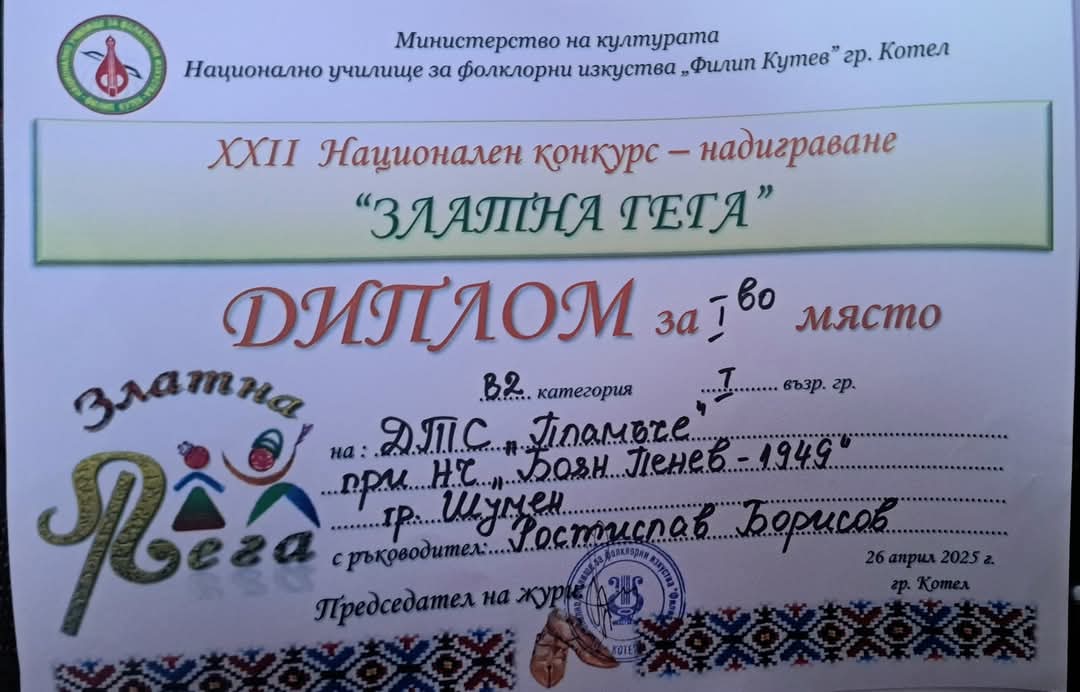 Министерство на културата
Национално училище за фолклорни изкуства „Филип Кутев” гр. Котел
XXII Национален конкурс – надиграване
“ЗЛАТНА ГЕГА”
ДИПЛОМ за I во място
В2 категория I възр. гр.
Златна
Гега
на: ДТС „Пламъче“
при НЧ „Боян Пенев - 1949“
гр. Шумен
с ръководител: Ростислав Борисов
26 април 2025 г.
гр. Котел
Председател на жури: